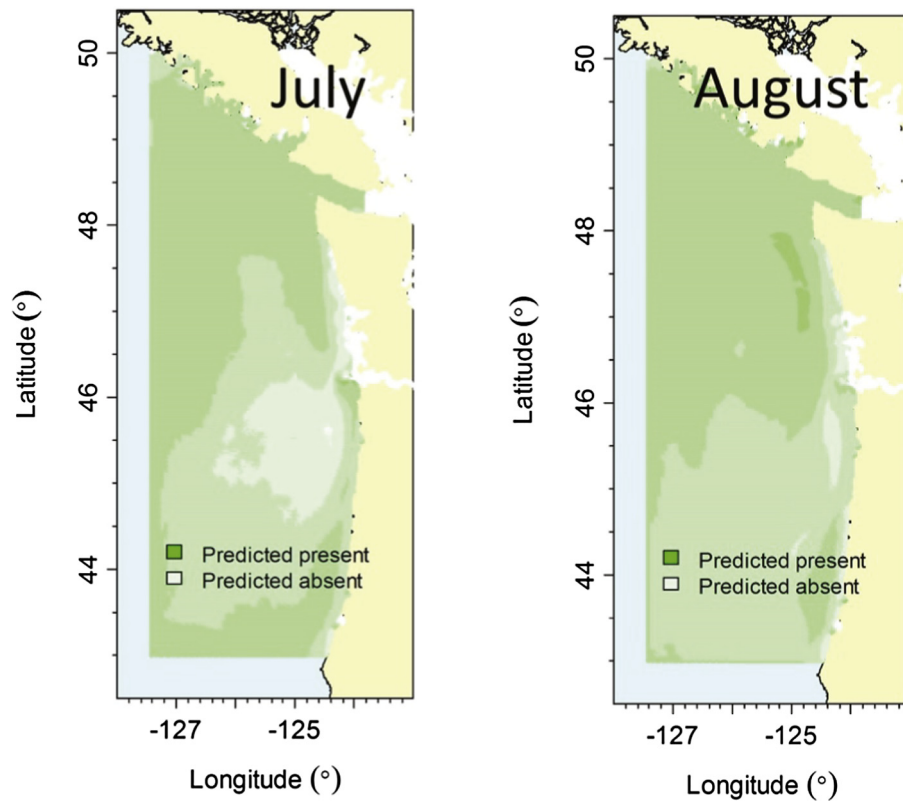 July
50
48
46
44
Latitude (°)
Predicted present
Predicted absent
-127
-125
Longitude (°)
August
50
48
46
44
Latitude (°)
Predicted present
Predicted absent
-127
-125
Longitude (°)